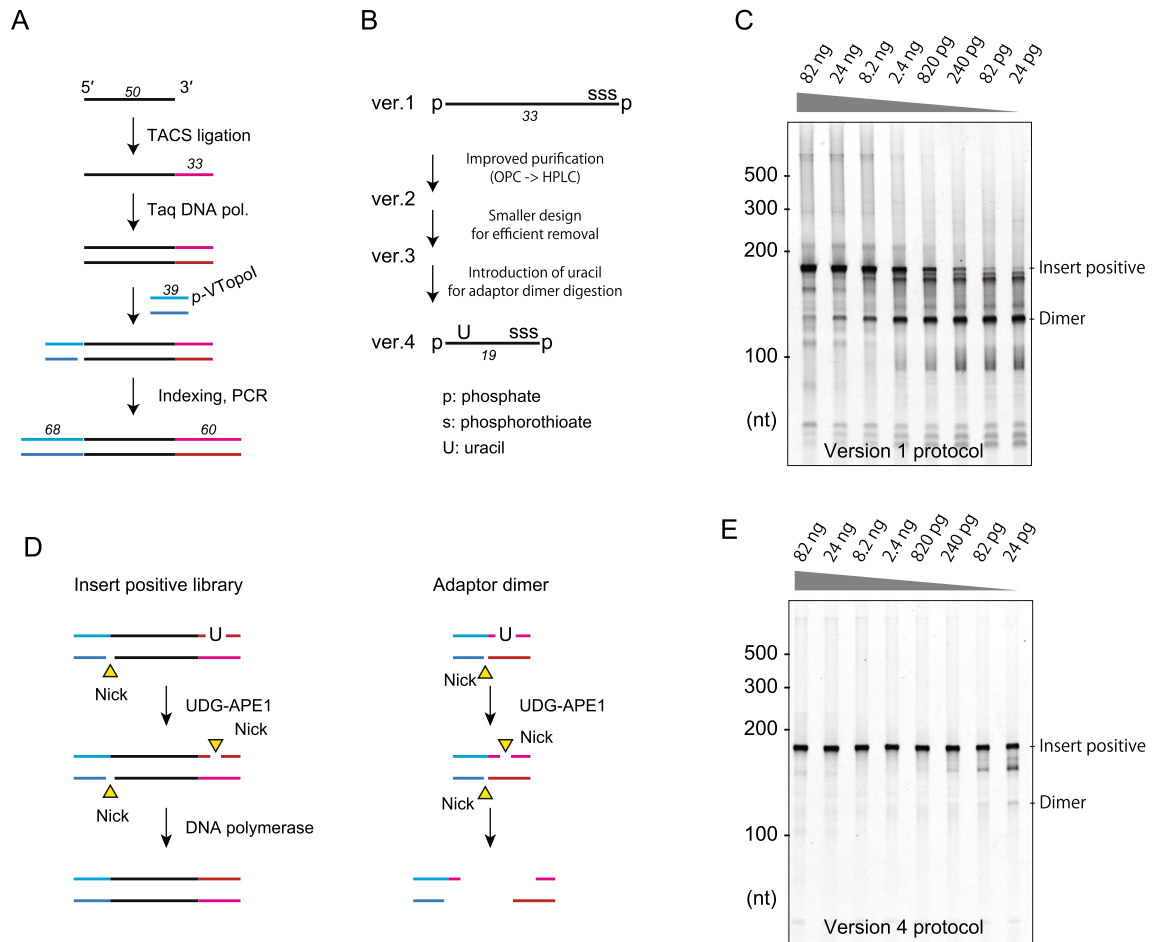 A
5′ 50 3′
TACS ligation
33
Taq DNA pol.
39
p-VTopoI
Indexing, PCR
68 60
B
ver.1 p sss p
33
Improved purification
(OPC -> HPLC)
ver.2
Smaller design
for efficient removal
ver.3
Introduction of uracil
for adaptor dimer digestion
ver.4 p U sss p
19
p: phosphate
s: phosphorothioate
U: uracil
C
82 ng 24 ng 8.2 ng 2.4 ng 820 pg 240 pg 82 pg 24 pg
500
300
200
Insert positive
Dimer
100
(nt)
Version 1 protocol
D
Insert positive library
U
Nick
UDG-APE1
Nick
Nick
DNA polymerase
Adaptor dimer
U
Nick
UDG-APE1
Nick
Nick
E
82 ng 24 ng 8.2 ng 2.4 ng 820 pg 240 pg 82 pg 24 pg
500
300
200
Insert positive
Dimer
100
(nt)
Version 4 protocol